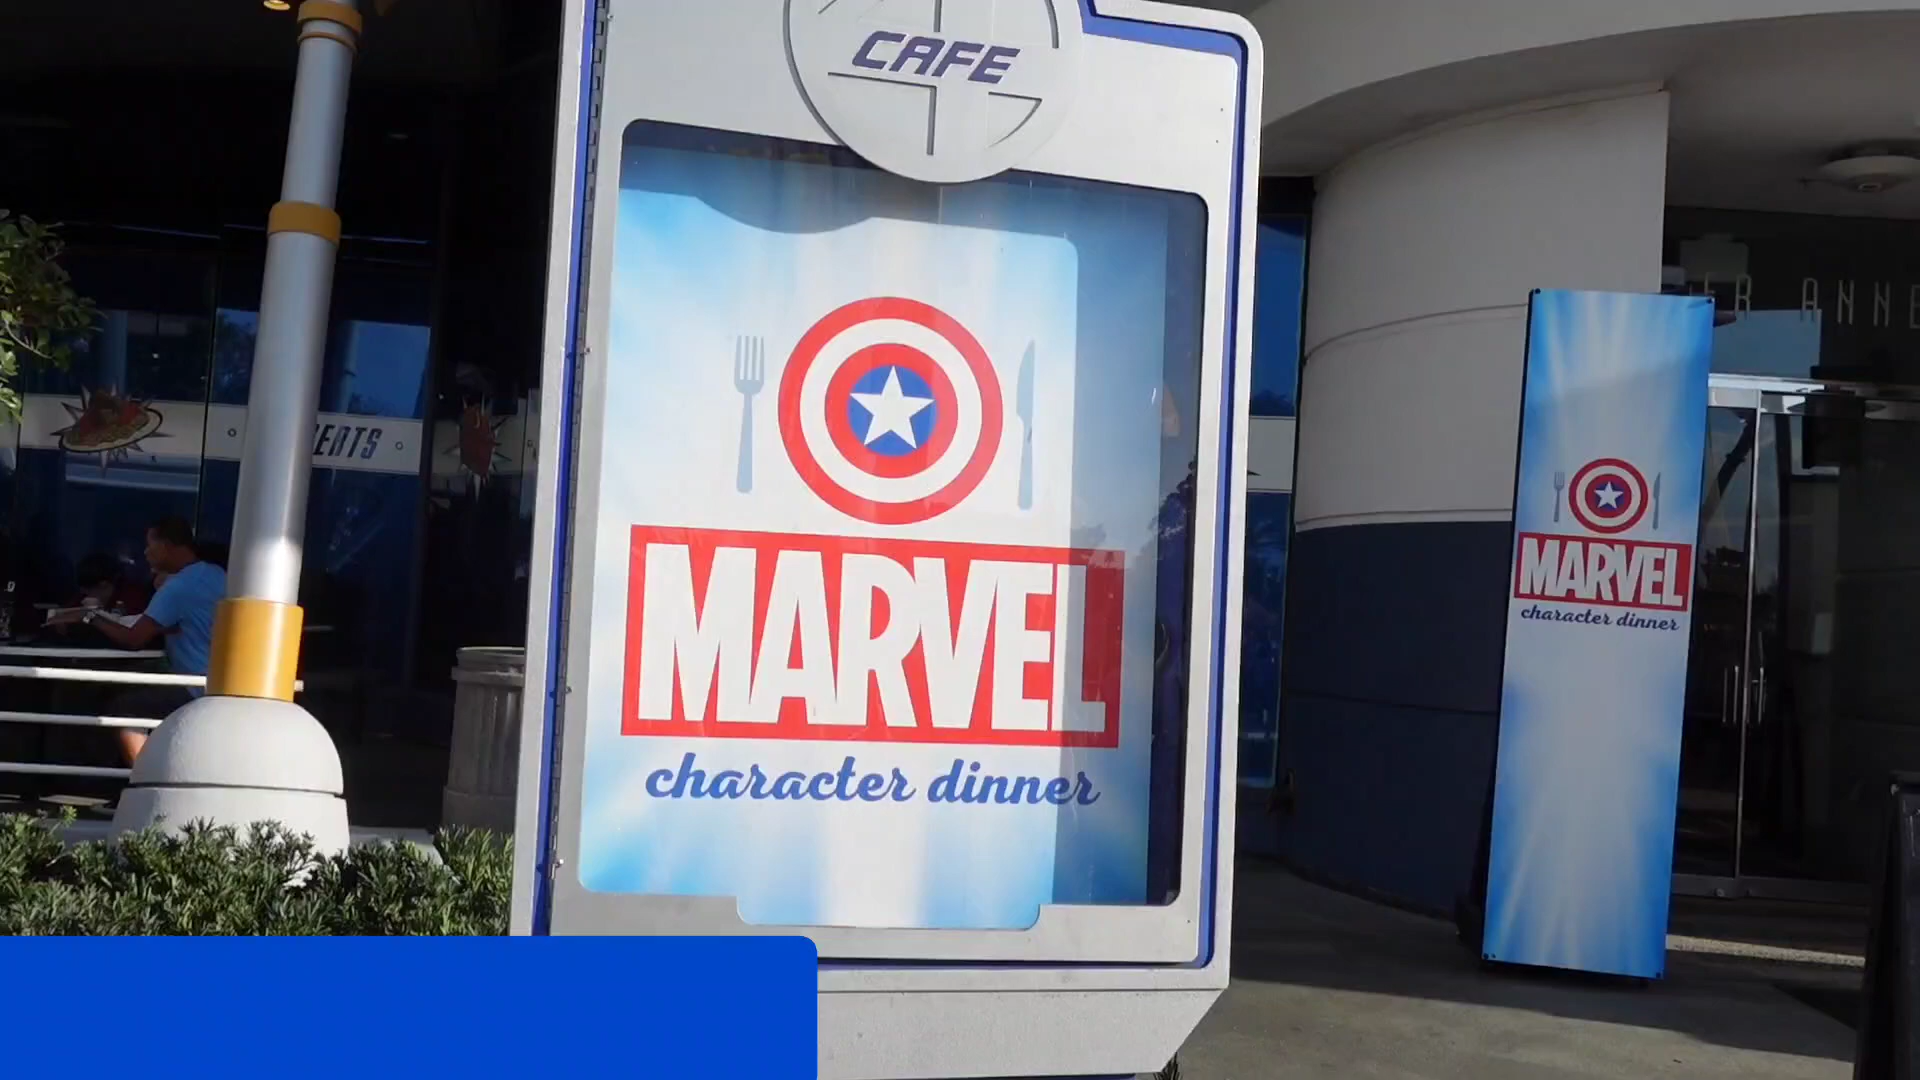 CAFE
MARVEL
character dinner
MARVEL
character dinner